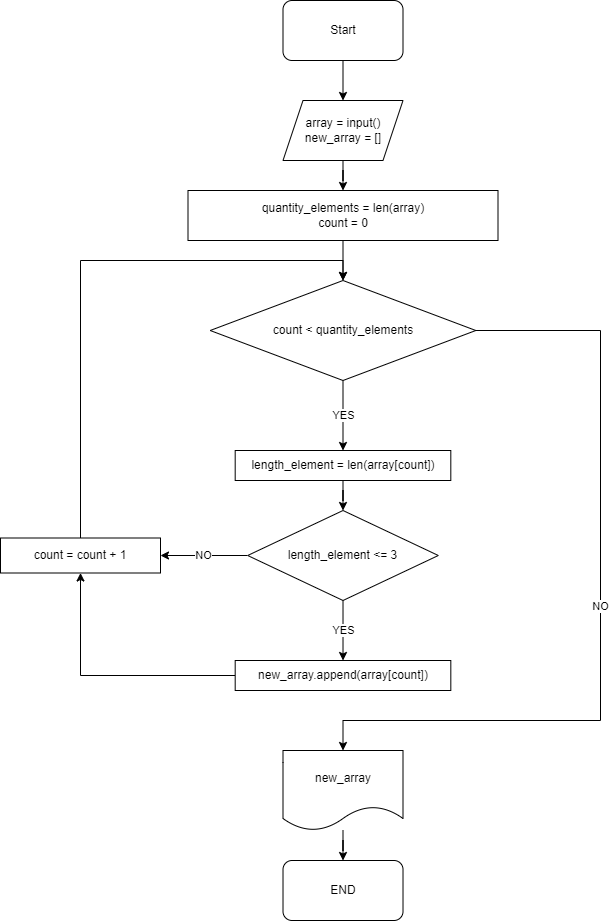 Start
array = input()
new_array = []
quantity_elements = len(array)
count = 0
count < quantity_elements
YES
length_element = len(array[count])
count = count + 1
NO
length_element <= 3
NO
YES
new_array.append(array[count])
new_array
END